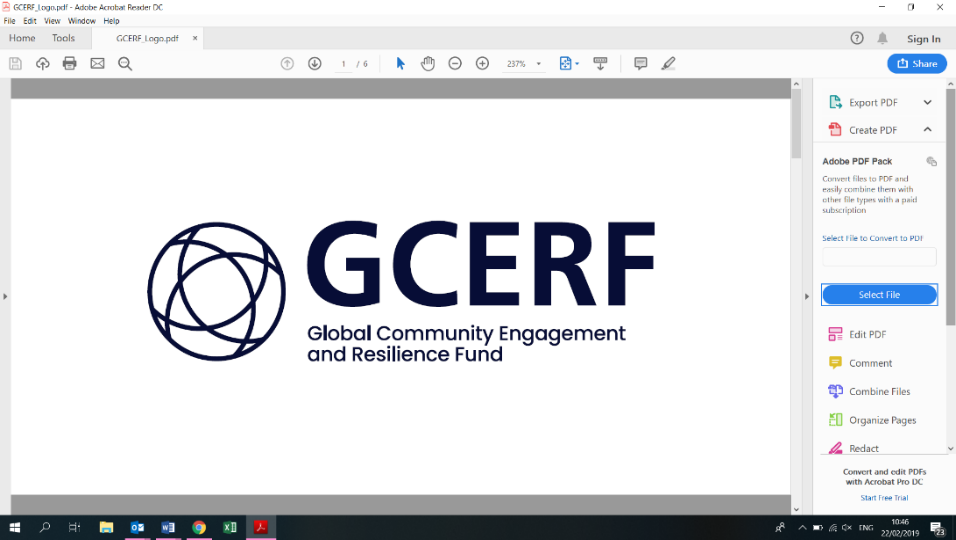 GCERF_Logo.pdf - Adobe Acrobat Reader DC
File Edit View Window Help
Home Tools GCERF_Logo.pdf × Sign In
1 / 6 237% Share
Export PDF
Create PDF
Adobe PDF Pack
Convert files to PDF and
easily combine them with
other file types with a paid
subscription
Select File to Convert to PDF
Select File
Edit PDF
Comment
Combine Files
Organize Pages
Redact
Convert and edit PDFs
with Acrobat Pro DC
Start Free Trial
GCERF
Global Community Engagement
and Resilience Fund
ENG
10:46
22/02/2019
23